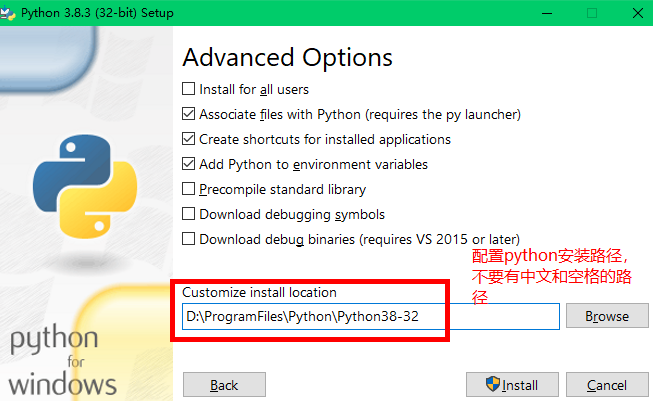 Python 3.8.3 (32-bit) Setup
Advanced Options
Install for all users
Associate files with Python (requires the py launcher)
Create shortcuts for installed applications
Add Python to environment variables
Precompile standard library
Download debugging symbols
Download debug binaries (requires VS 2015 or later)
配置python安装路径，
不要有中文和空格的路
径
Customize install location
D:\ProgramFiles\Python\Python38-32
Browse
python
for
windows
Back
Install
Cancel